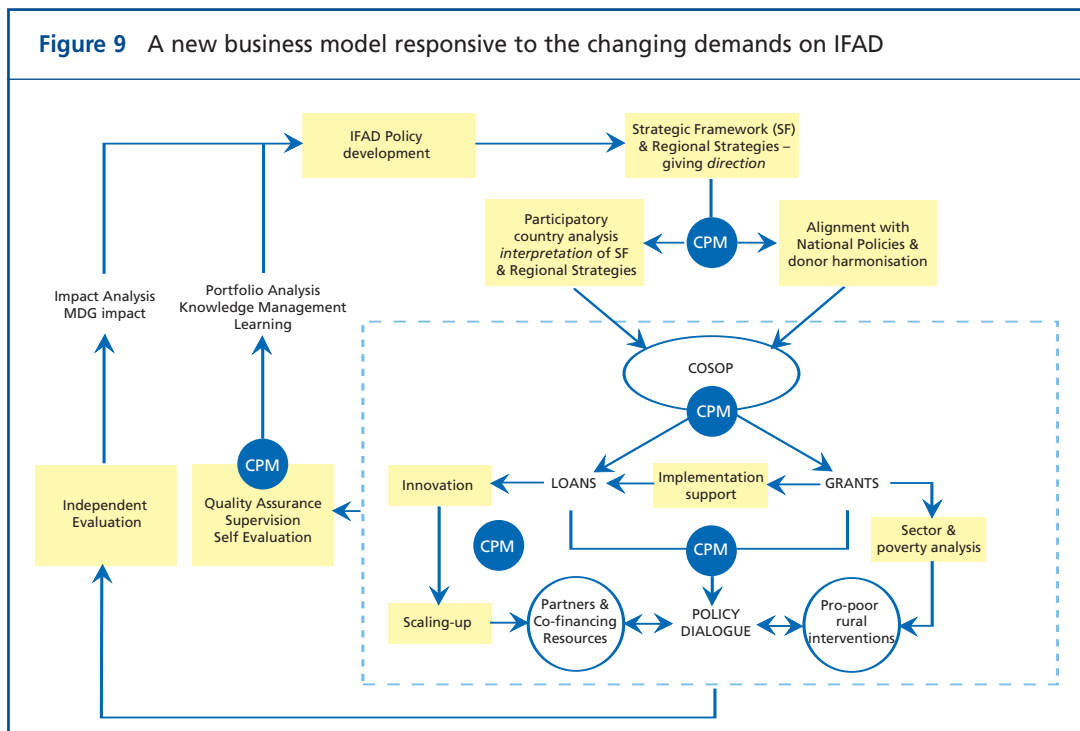 Figure 9 A new business model responsive to the changing demands on IFAD
IFAD Policy
development
Strategic Framework (SF)
& Regional Strategies –
giving direction
Participatory
country analysis
interpretation of SF
& Regional Strategies
CPM
Alignment with
National Policies &
donor harmonisation
Impact Analysis
MDG impact
Portfolio Analysis
Knowledge Management
Learning
COSOP
CPM
CPM
Independent
Evaluation
Quality Assurance
Supervision
Self Evaluation
Innovation
LOANS
Implementation
support
GRANTS
CPM
CPM
Sector &
poverty analysis
Scaling-up
Partners &
Co-financing
Resources
POLICY
DIALOGUE
Pro-poor
rural
interventions